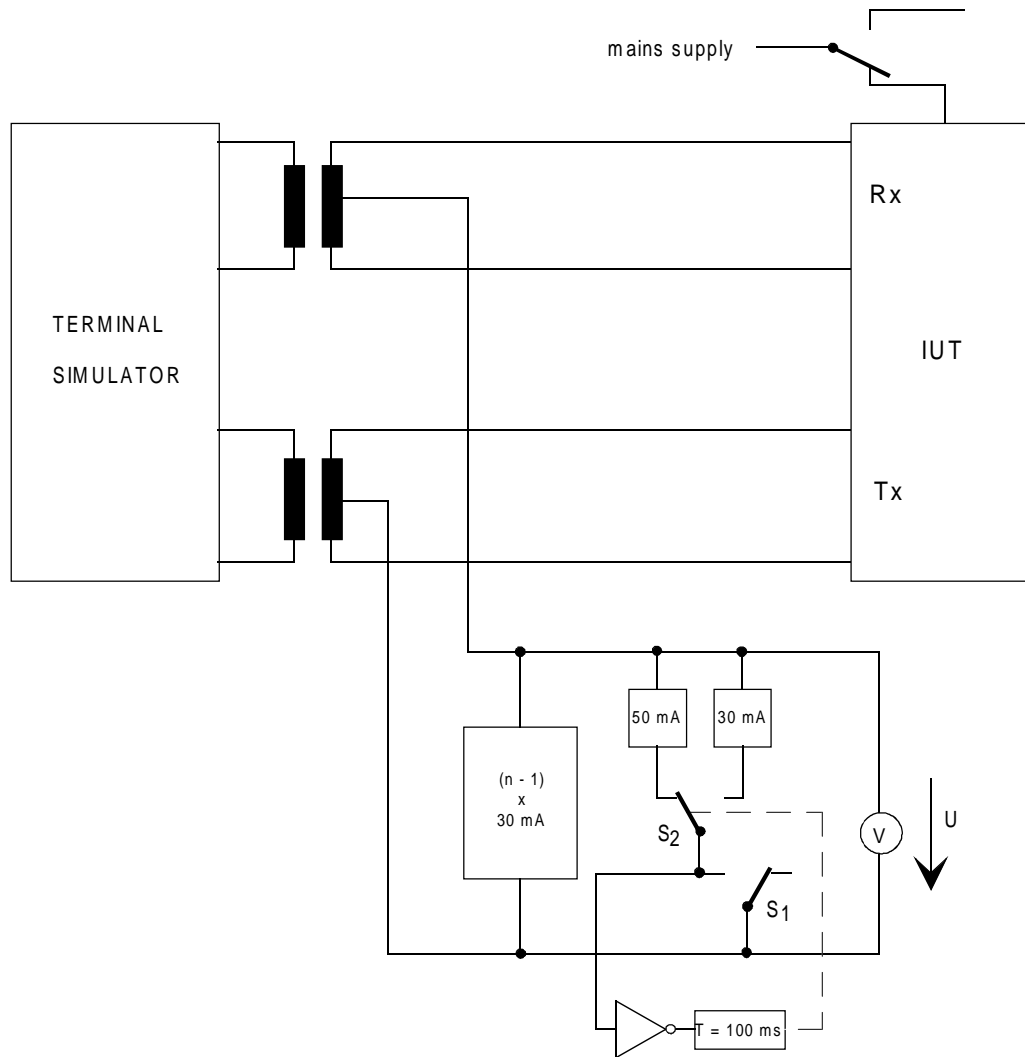 mains supply
Rx
TERMINAL
SIMULATOR
IUT
Tx
50 mA
30 mA
(n - 1)
x
30 mA
S2
V
U
S1
T = 100 ms